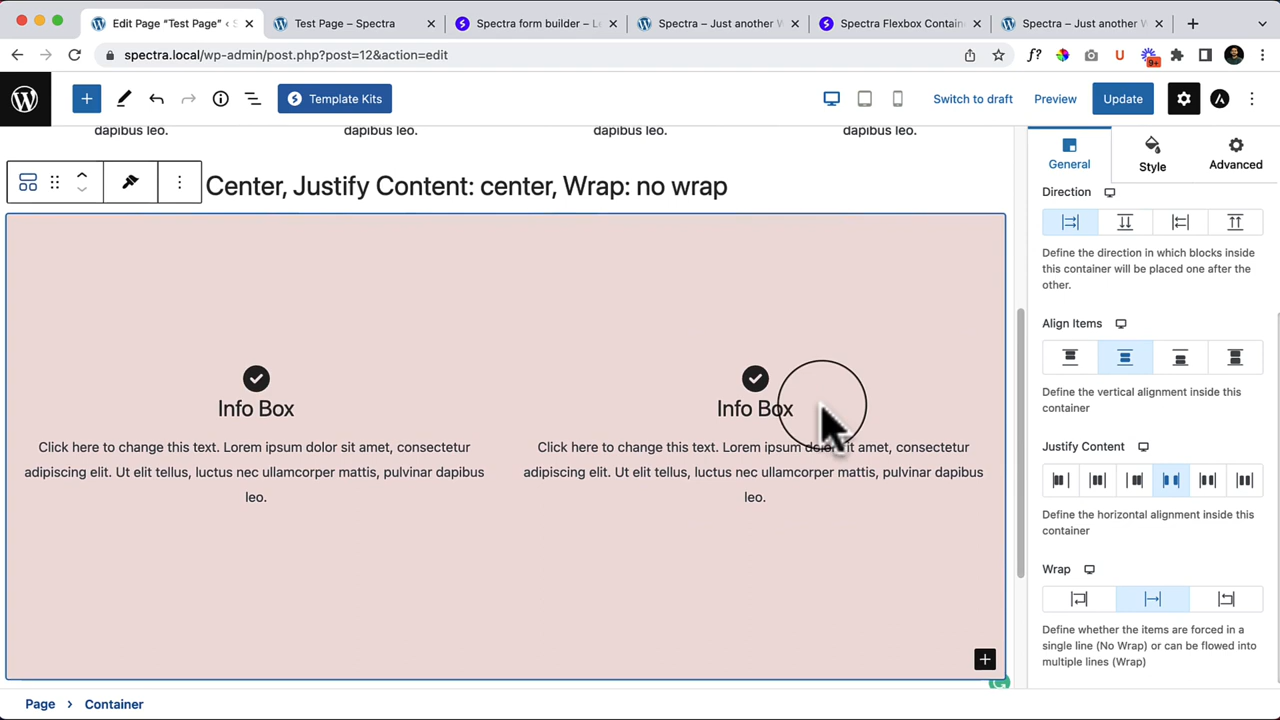 Edit Page “Test Page” ‹ S
Test Page – Spectra
Spectra form builder – Le
Spectra – Just another W
Spectra Flexbox Contain
Spectra – Just another W
spectra.local/wp-admin/post.php?post=12&action=edit
f?
U
9+
Template Kits
Switch to draft
Preview
Update
dapibus leo.
dapibus leo.
dapibus leo.
dapibus leo.
Center, Justify Content: center, Wrap: no wrap
Info Box
Click here to change this text. Lorem ipsum dolor sit amet, consectetur
adipiscing elit. Ut elit tellus, luctus nec ullamcorper mattis, pulvinar dapibus
leo.
Info Box
Click here to change this text. Lorem ipsum dolor sit amet, consectetur
adipiscing elit. Ut elit tellus, luctus nec ullamcorper mattis, pulvinar dapibus
leo.
General
Style
Advanced
Direction
Define the direction in which blocks inside
this container will be placed one after the
other.
Align Items
Define the vertical alignment inside this
container
Justify Content
Define the horizontal alignment inside this
container
Wrap
Define whether the items are forced in a
single line (No Wrap) or can be flowed into
multiple lines (Wrap)
Page › Container